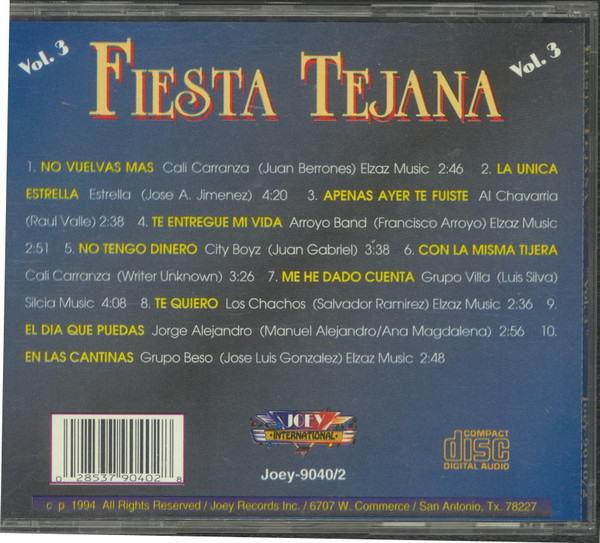 Vol. 3
FIESTA TEJANA
Vol. 3
1. NO VUELVAS MAS Cali Carranza (Juan Berrones) Elzaz Music 2:46 2. LA UNICA
ESTRELLA Estrella (Jose A. Jimenez) 4:20 3. APENAS AYER TE FUISTE Al Chavarria
(Raul Valle) 2:38 4. TE ENTREGUE MI VIDA Arroyo Band (Francisco Arroyo) Elzaz Music
2:51 5. NO TENGO DINERO City Boyz (Juan Gabriel) 3:38 6. CON LA MISMA TIJERA
Cali Carranza (Writer Unknown) 3:26 7. ME HE DADO CUENTA Grupo Villa (Luis Silva)
Silcia Music 4:08 8. TE QUIERO Los Chachos (Salvador Ramirez) Elzaz Music 2:36 9.
EL DIA QUE PUEDAS Jorge Alejandro (Manuel Alejandro/Ana Magdalena) 2:56 10.
EN LAS CANTINAS Grupo Beso (Jose Luis Gonzalez) Elzaz Music 2:48
JOEY
INTERNATIONAL
COMPACT
disc
DIGITAL AUDIO
0 28537 90402 8
Joey-9040/2
c p 1994 All Rights Reserved / Joey Records Inc. / 6707 W. Commerce / San Antonio, Tx. 78227